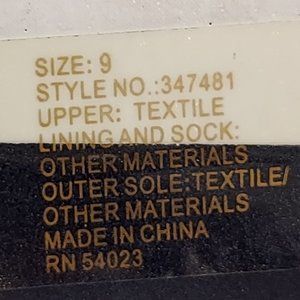 SIZE: 9
STYLE NO.:347481
UPPER: TEXTILE
LINING AND SOCK:
OTHER MATERIALS
OUTER SOLE: TEXTILE/
OTHER MATERIALS
MADE IN CHINA
RN 54023